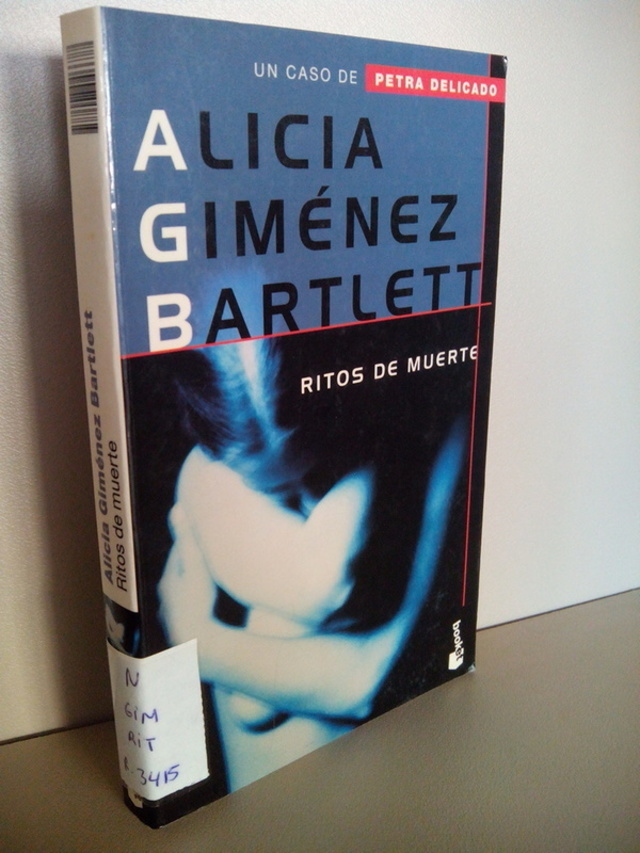 UN CASO DE PETRA DELICADO
ALICIA
GIMÉNEZ
BARTLETT
RITOS DE MUERTE
booket
Alicia Giménez Bartlett
Ritos de muerte
N
GIM
RIT
R.3415